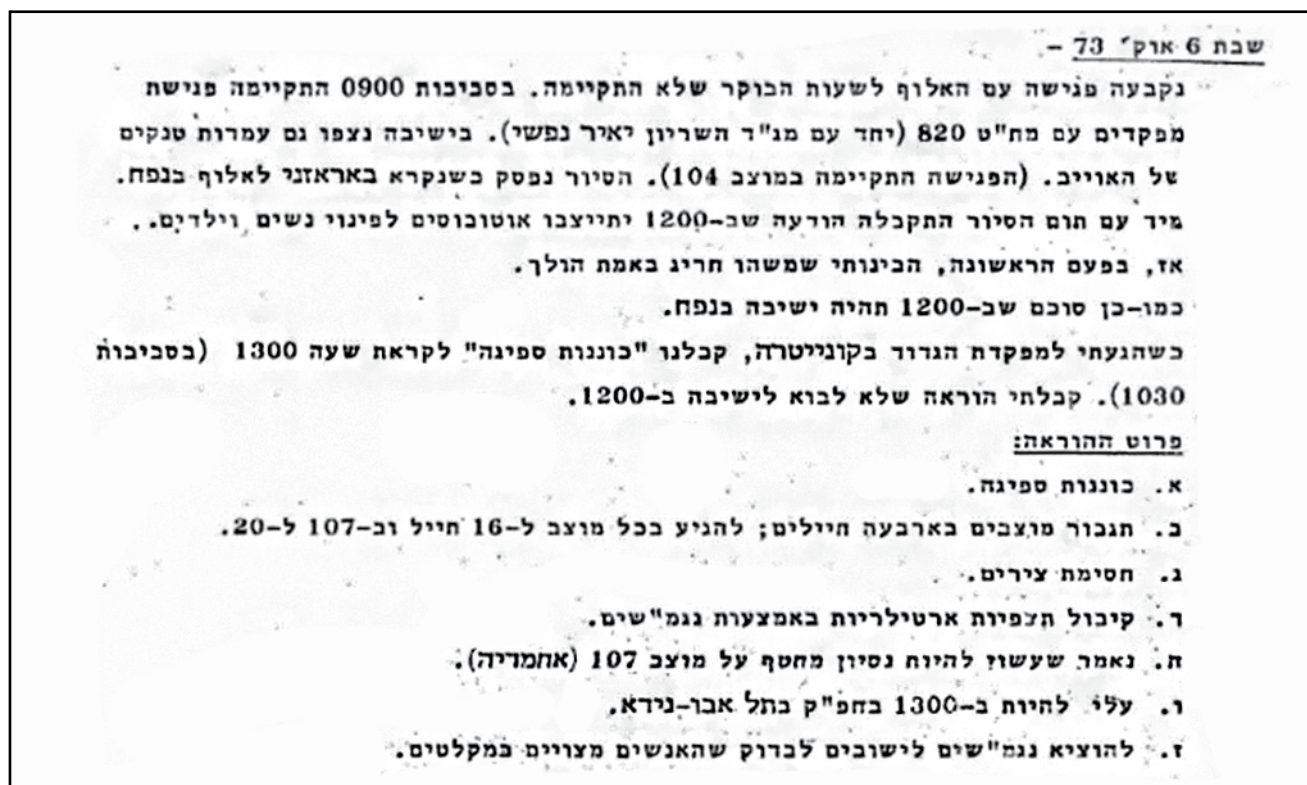 שבת 6 אוק' 73 -
נקבעה פגישה עם האלוף לשעות הבוקר שלא התקיימה. בסביבות 0900 התקיימה פגישת
מפקדים עם מח"ט 820 (יחד עם מג"ד השריון יאיר נפשי). בישיבה נצפו גם עמדות טנקים
של האוייב. (הפגישה התקיימה במוצב 104). הסיור נפסק כשנקרא באראזני לאלוף בנפח.
מיד עם תום הסיור התקבלה הודעה שב-1200 יתייצבו אוטובוסים לפינוי נשים וילדים.
אז, בפעם הראשונה, הבינותי שמשהו חריג באמת הולך.
כמו-כן סוכם שב-1200 תהיה ישיבה בנפח.
כשהגעתי למפקדת הגדוד בקונייטרה, קבלנו "כוננות ספיגה" לקראת שעה 1300 (בסביבות
1030). קבלתי הוראה שלא לבוא לישיבה ב-1200.
פרוט ההוראה:
א. כוננות ספיגה.
ב. תגבור מוצבים בארבעה חיילים; להגיע בכל מוצב ל-16 חייל וב-107 ל-20.
ג. חסימת צירים.
ד. קיבול תצפיות ארטילריות באמצעות נגמ"שים.
ה. נאמר שעשוי להיות נסיון מחטף על מוצב 107 (אחמדיה).
ו. עלי להיות ב-1300 בחפ"ק בתל אבו-נידא.
ז. להוציא נגמ"שים לישובים לבדוק שהאנשים מצויים במקלטים.